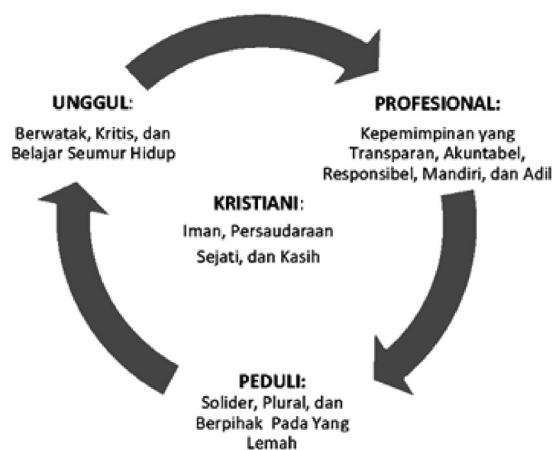 UNGGUL:
Berwatak, Kritis, dan
Belajar Seumur Hidup
PROFESIONAL:
Kepemimpinan yang
Transparan, Akuntabel,
Responsibel, Mandiri, dan Adil
KRISTIANI:
Iman, Persaudaraan
Sejati, dan Kasih
PEDULI:
Solider, Plural, dan
Berpihak Pada Yang
Lemah